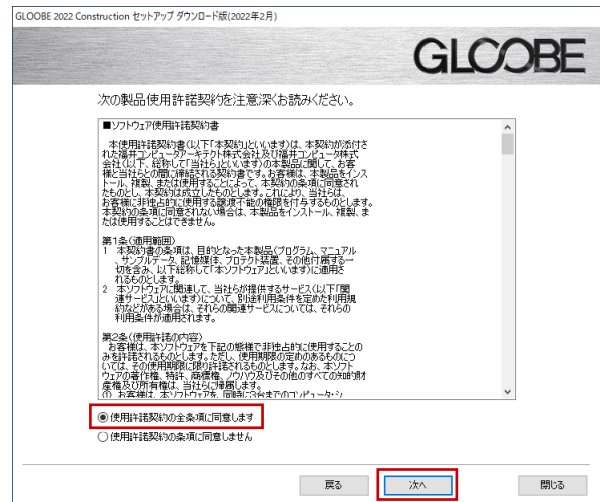 GLOOBE 2022 Construction セットアップ ダウンロード版(2022年2月)
GLOOBE
次の製品使用許諾契約を注意深くお読みください。
■ソフトウェア使用許諾契約書
本使用許諾契約書(以下「本契約」といいます)は、本契約が添付さ
れた福井コンピュータアーキテクト株式会社及び福井コンピュータ株式
会社(以下、総称して「当社ら」といいます)の本製品に関して、お客
様と当社らとの間に締結される契約書です。お客様は、本製品をインス
トール、複製、または使用することによって、本契約の条項に同意され
たものとし、本契約は成立したものとします。これにより、当社らは、
お客様に非独占的に使用する譲渡不能の権限を付与するものとします。
本契約の条項に同意されない場合は、本製品をインストール、複製、ま
たは使用することはできません。
第1条(適用範囲)
1 本契約書の条項は、目的となった本製品(プログラム、マニュアル
、サンプルデータ、記憶媒体、プロテクト装置、その他付属する一
切を含み、以下総称して「本ソフトウェア」といいます)に適用さ
れるものとします。
2 本ソフトウェアに関連して、当社らが提供するサービス(以下「関
連サービス」といいます)について、別途利用条件を定めた利用規
約などがある場合は、それらの関連サービスについては、それらの
利用条件が適用されます。
第2条(使用許諾の内容)
お客様は、本ソフトウェアを下記の態様で非独占的に使用することの
みを許諾されるものとします。ただし、使用期限の定めのあるものにつ
いては、その使用期限に限り許諾されるものとします。なお、本ソフト
ウェアの著作権、特許、商標権、ノウハウ及びその他のすべての知的財
産権及び所有権は、当社らに帰属します。
① お客様は、本ソフトウェアを、同時に3台までのコンピュータ・シ
使用許諾契約の全条項に同意します
使用許諾契約の条項に同意しません
戻る 次へ 閉じる